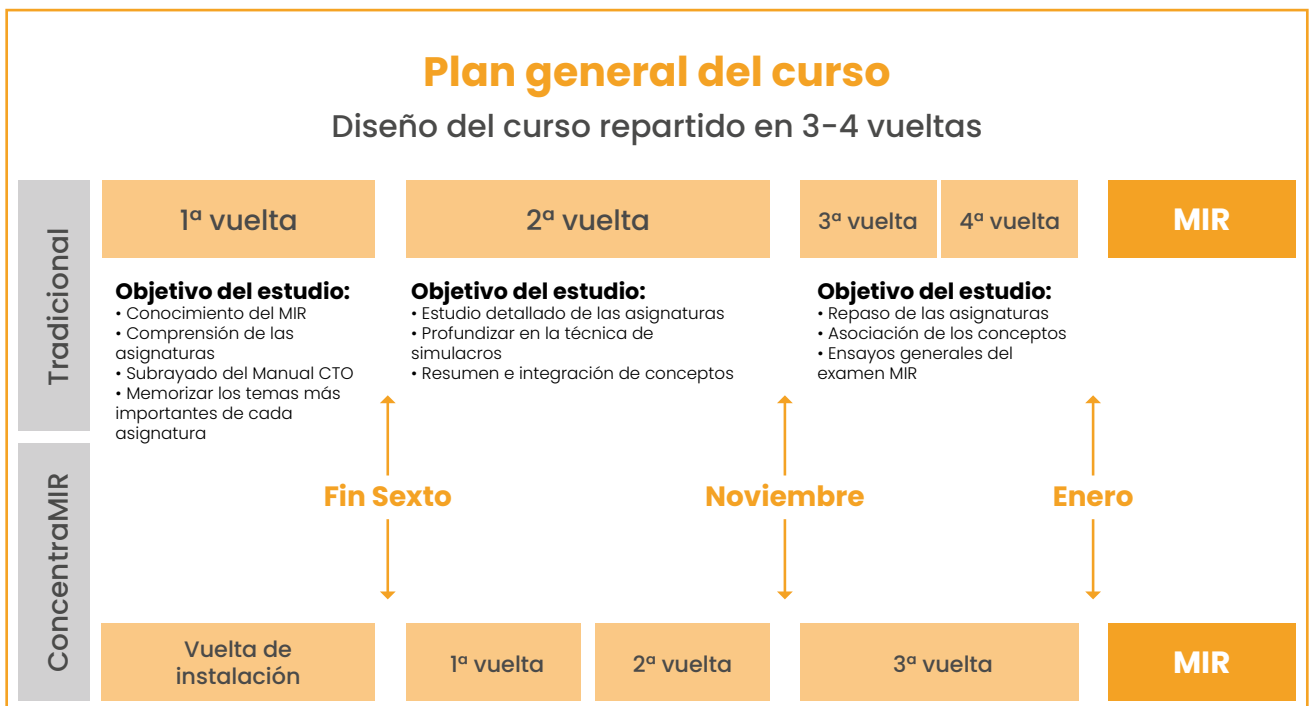 Plan general del curso
Diseño del curso repartido en 3-4 vueltas
Tradicional
1ª vuelta
2ª vuelta
3ª vuelta
4ª vuelta
MIR
Objetivo del estudio:
• Conocimiento del MIR
• Comprensión de las
asignaturas
• Subrayado del Manual CTO
• Memorizar los temas más
importantes de cada
asignatura
Objetivo del estudio:
• Estudio detallado de las asignaturas
• Profundizar en la técnica de
simulacros
• Resumen e integración de conceptos
Objetivo del estudio:
• Repaso de las asignaturas
• Asociación de los conceptos
• Ensayos generales del
examen MIR
Fin Sexto
Noviembre
Enero
ConcentraMIR
Vuelta de
instalación
1ª vuelta
2ª vuelta
3ª vuelta
MIR